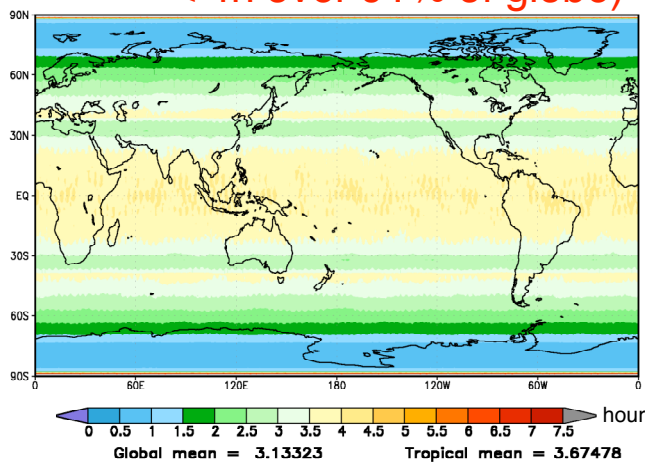 90N
60N
30N
EQ
30S
60S
90S
0 60E 120E 180 120W 60W 0
0 0.5 1 1.5 2 2.5 3 3.5 4 4.5 5 5.5 6 6.5 7 7.5 hour
Global mean = 3.13323 Tropical mean = 3.67478